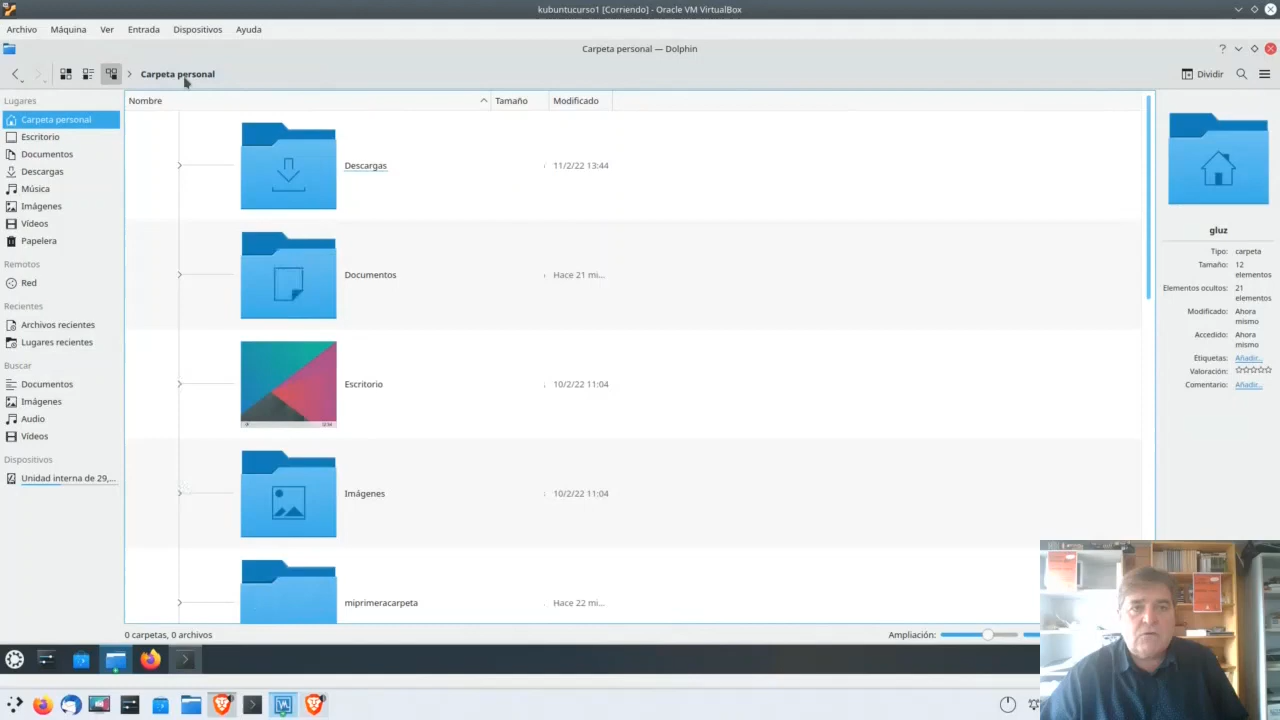 kubuntucurso1 [Corriendo] - Oracle VM VirtualBox
Archivo Máquina Ver Entrada Dispositivos Ayuda
Carpeta personal — Dolphin
Carpeta personal
Dividir
Lugares
Carpeta personal
Escritorio
Documentos
Descargas
Música
Imágenes
Vídeos
Papelera
Remotos
Red
Recientes
Archivos recientes
Lugares recientes
Buscar
Documentos
Imágenes
Audio
Vídeos
Dispositivos
Unidad interna de 29,...
Nombre Tamaño Modificado
Descargas 11/2/22 13:44
Documentos Hace 21 mi...
Escritorio 10/2/22 11:04
Imágenes 10/2/22 11:04
miprimeracarpeta Hace 22 mi...
gluz
Tipo: carpeta
Tamaño: 12
elementos
Elementos ocultos: 21
elementos
Modificado: Ahora
mismo
Accedido: Ahora
mismo
Etiquetas: Añadir...
Valoración:
Comentario: Añadir...
0 carpetas, 0 archivos
Ampliación: